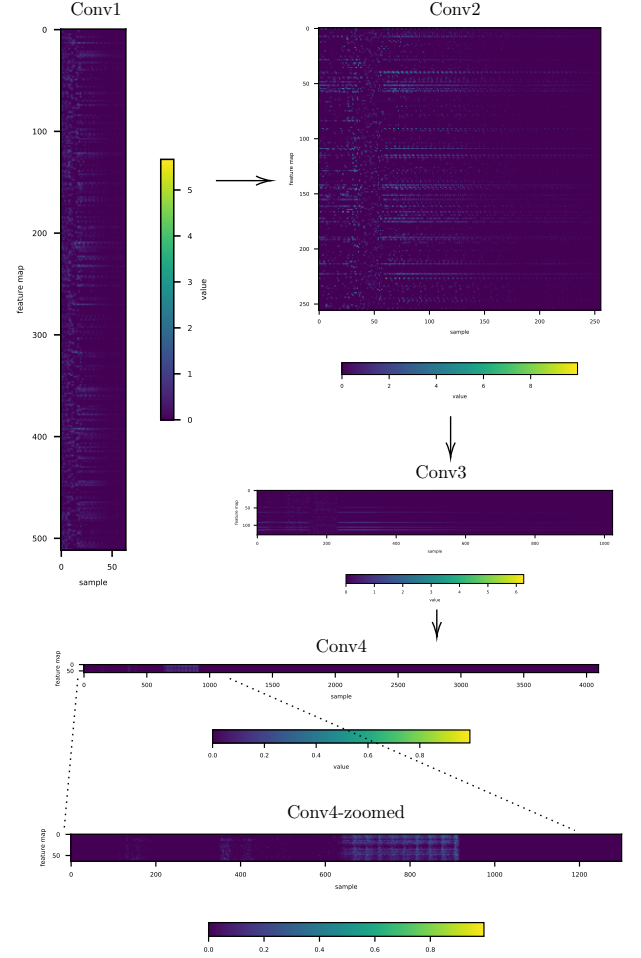 Conv1
0
100
200
300
400
500
feature map
0 50
sample
5
4
3
2
1
0
value
Conv2
0
50
100
150
200
250
feature map
0 50 100 150 200 250
sample
0 2 4 6 8
value
Conv3
0
50
100
feature map
0 200 400 600 800 1000
sample
0 1 2 3 4 5 6
value
Conv4
0
50
feature map
0 500 1000 1500 2000 2500 3000 3500 4000
sample
0.0 0.2 0.4 0.6 0.8
value
Conv4-zoomed
0
50
feature map
0 200 400 600 800 1000 1200
sample
0.0 0.2 0.4 0.6 0.8